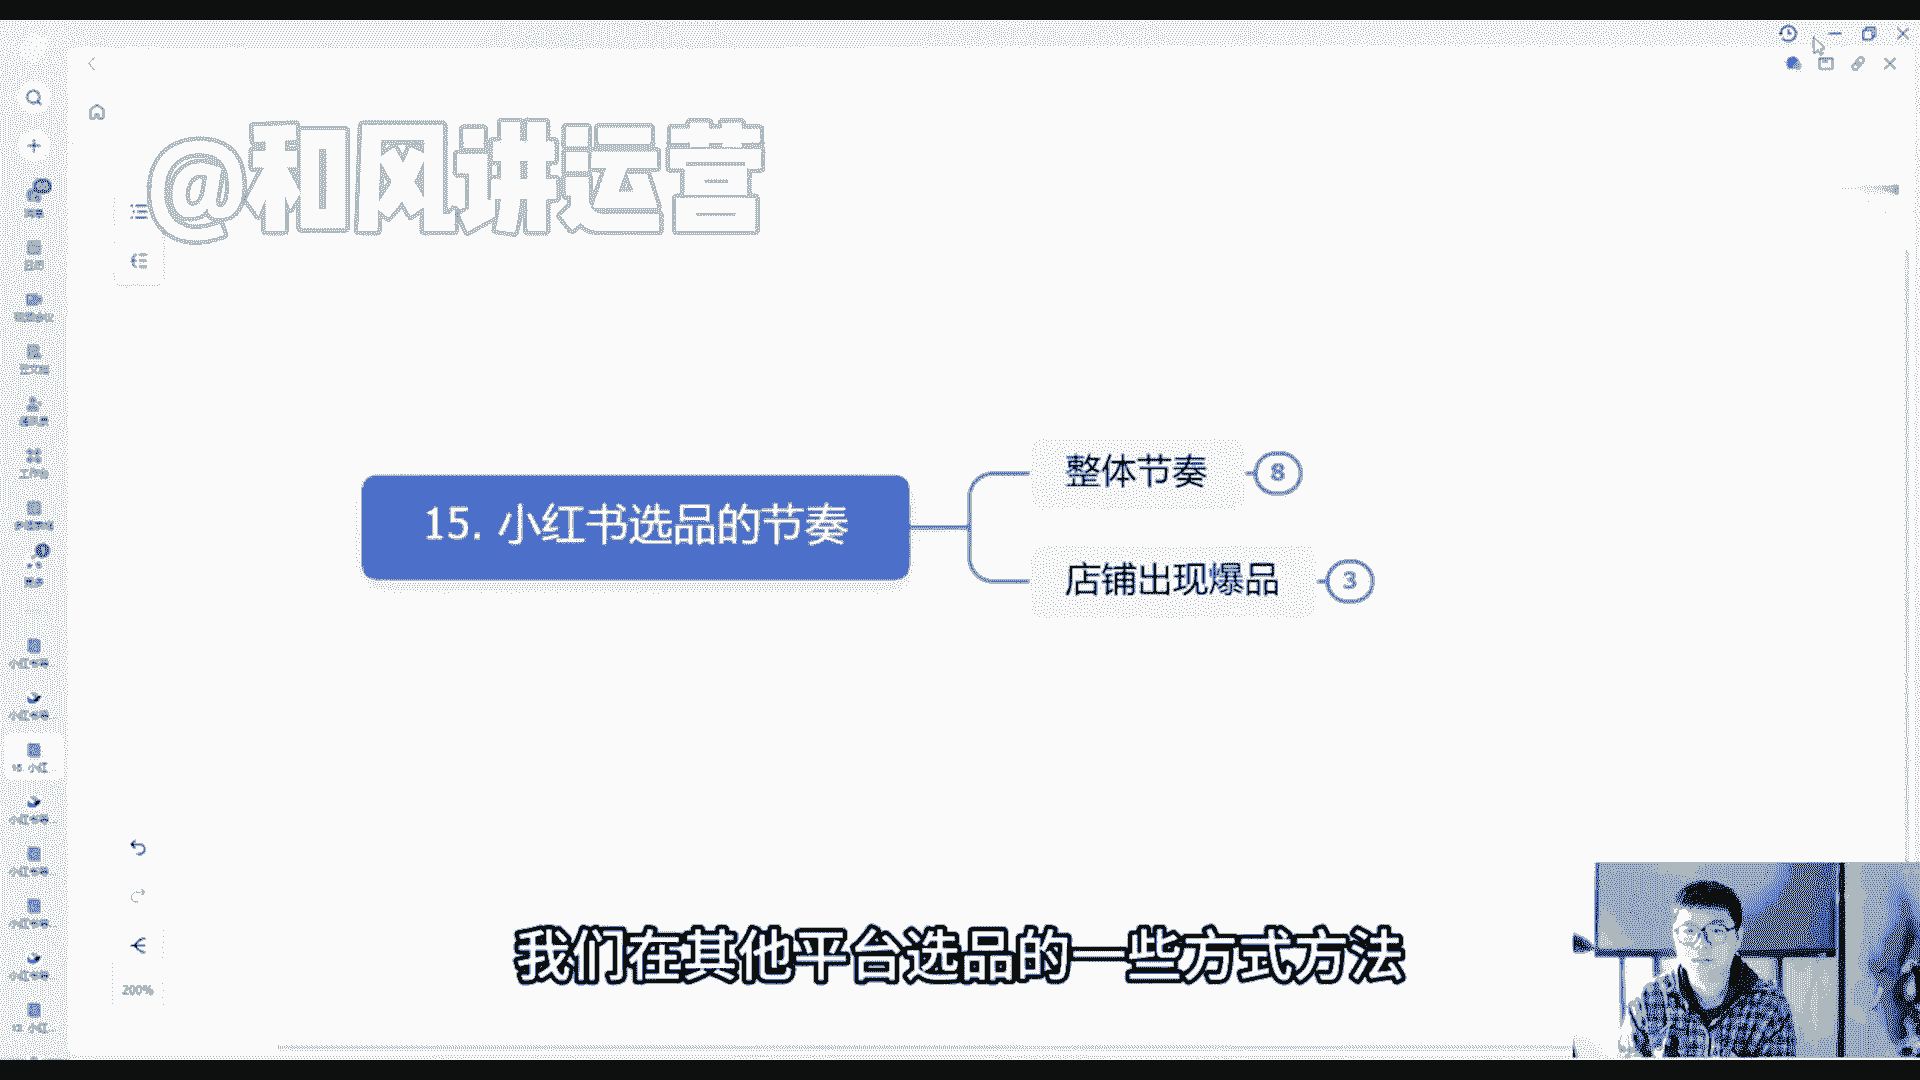 @和风讲运营
15. 小红书选品的节奏
整体节奏
8
店铺出现爆品
3
我们在其他平台选品的一些方式方法
200%